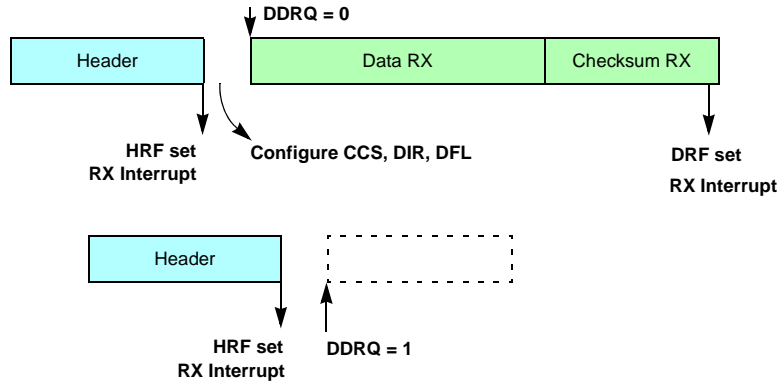 DDRQ = 0
Header
Data RX
Checksum RX
HRF set
RX Interrupt
Configure CCS, DIR, DFL
DRF set
RX Interrupt
Header
HRF set
RX Interrupt
DDRQ = 1